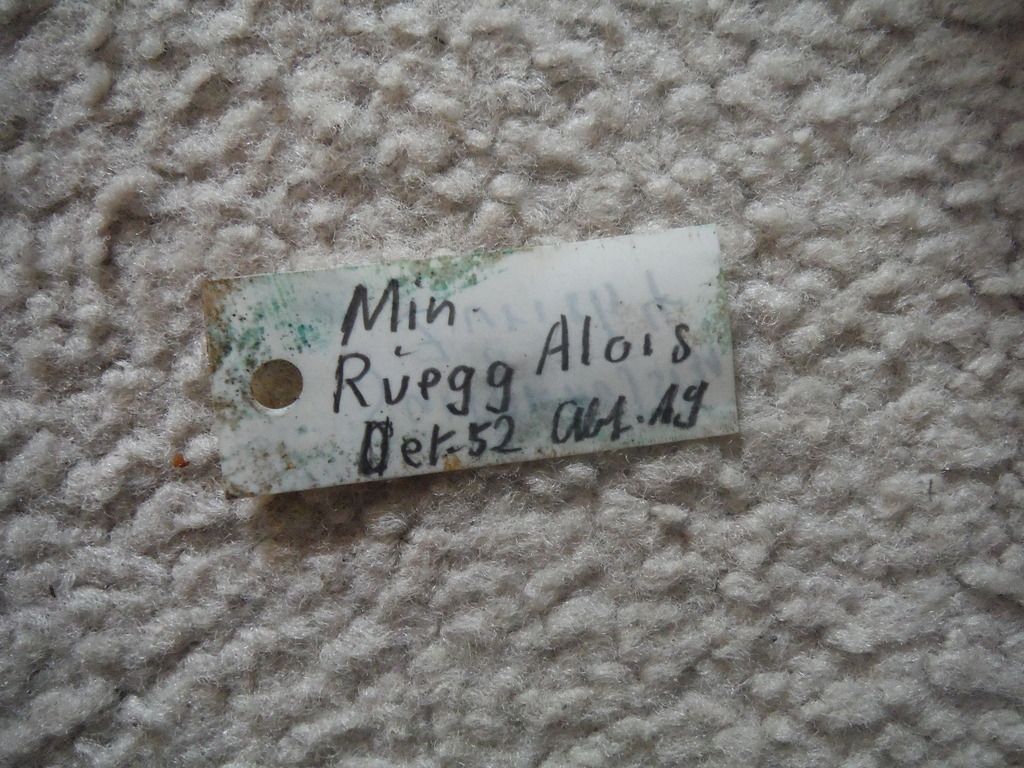 Min.
Ruegg Alois
Det. 52 Abt. 19